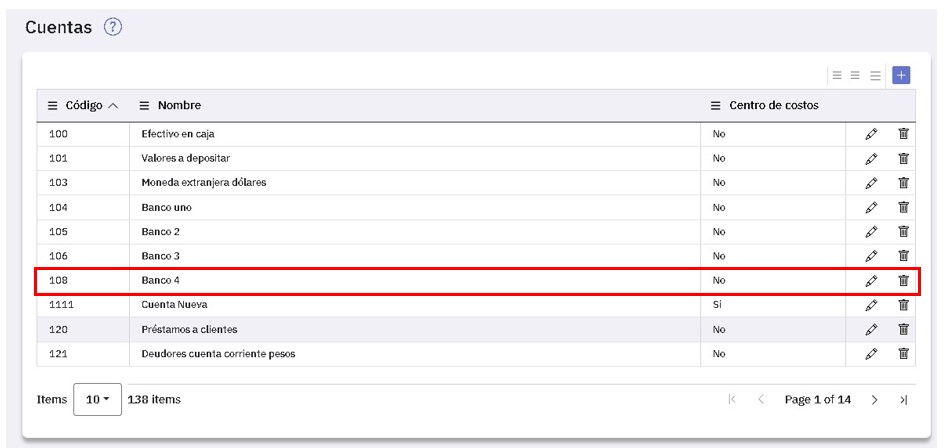 Cuentas ?
Código Nombre Centro de costos
100 Efectivo en caja No
101 Valores a depositar No
103 Moneda extranjera dólares No
104 Banco uno No
105 Banco 2 No
106 Banco 3 No
108 Banco 4 No
1111 Cuenta Nueva Si
120 Préstamos a clientes No
121 Deudores cuenta corriente pesos No
Items 10 138 items Page 1 of 14